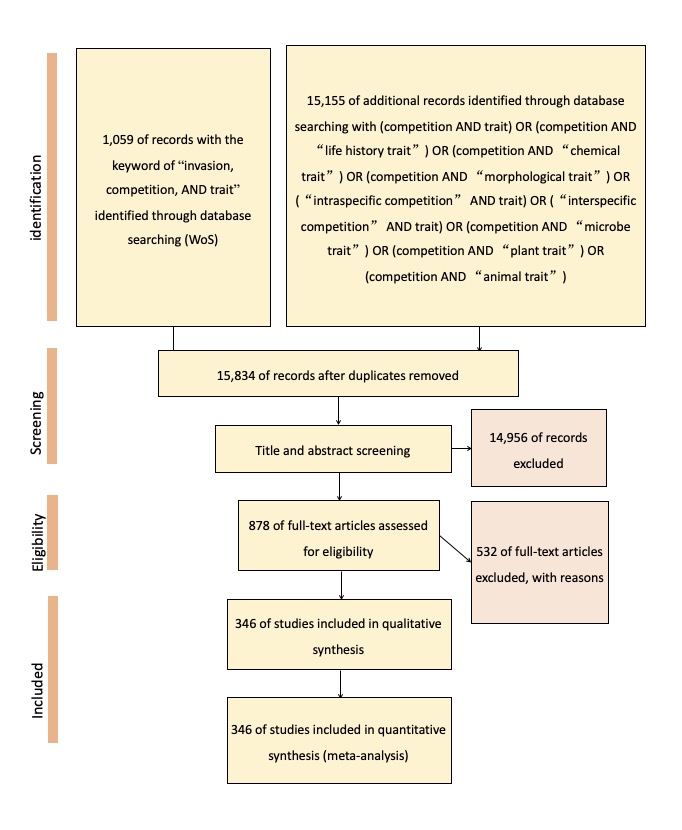 identification
1,059 of records with the
keyword of “invasion,
competition, AND trait”
identified through database
searching (WoS)
15,155 of additional records identified through database
searching with (competition AND trait) OR (competition AND
“life history trait”) OR (competition AND “chemical
trait”) OR (competition AND “morphological trait”) OR
(“intraspecific competition” AND trait) OR (“interspecific
competition” AND trait) OR (competition AND “microbe
trait”) OR (competition AND “plant trait”) OR
(competition AND “animal trait”)
Screening
15,834 of records after duplicates removed
Title and abstract screening
14,956 of records
excluded
Eligibility
878 of full-text articles assessed
for eligibility
532 of full-text articles
excluded, with reasons
Included
346 of studies included in qualitative
synthesis
346 of studies included in quantitative
synthesis (meta-analysis)